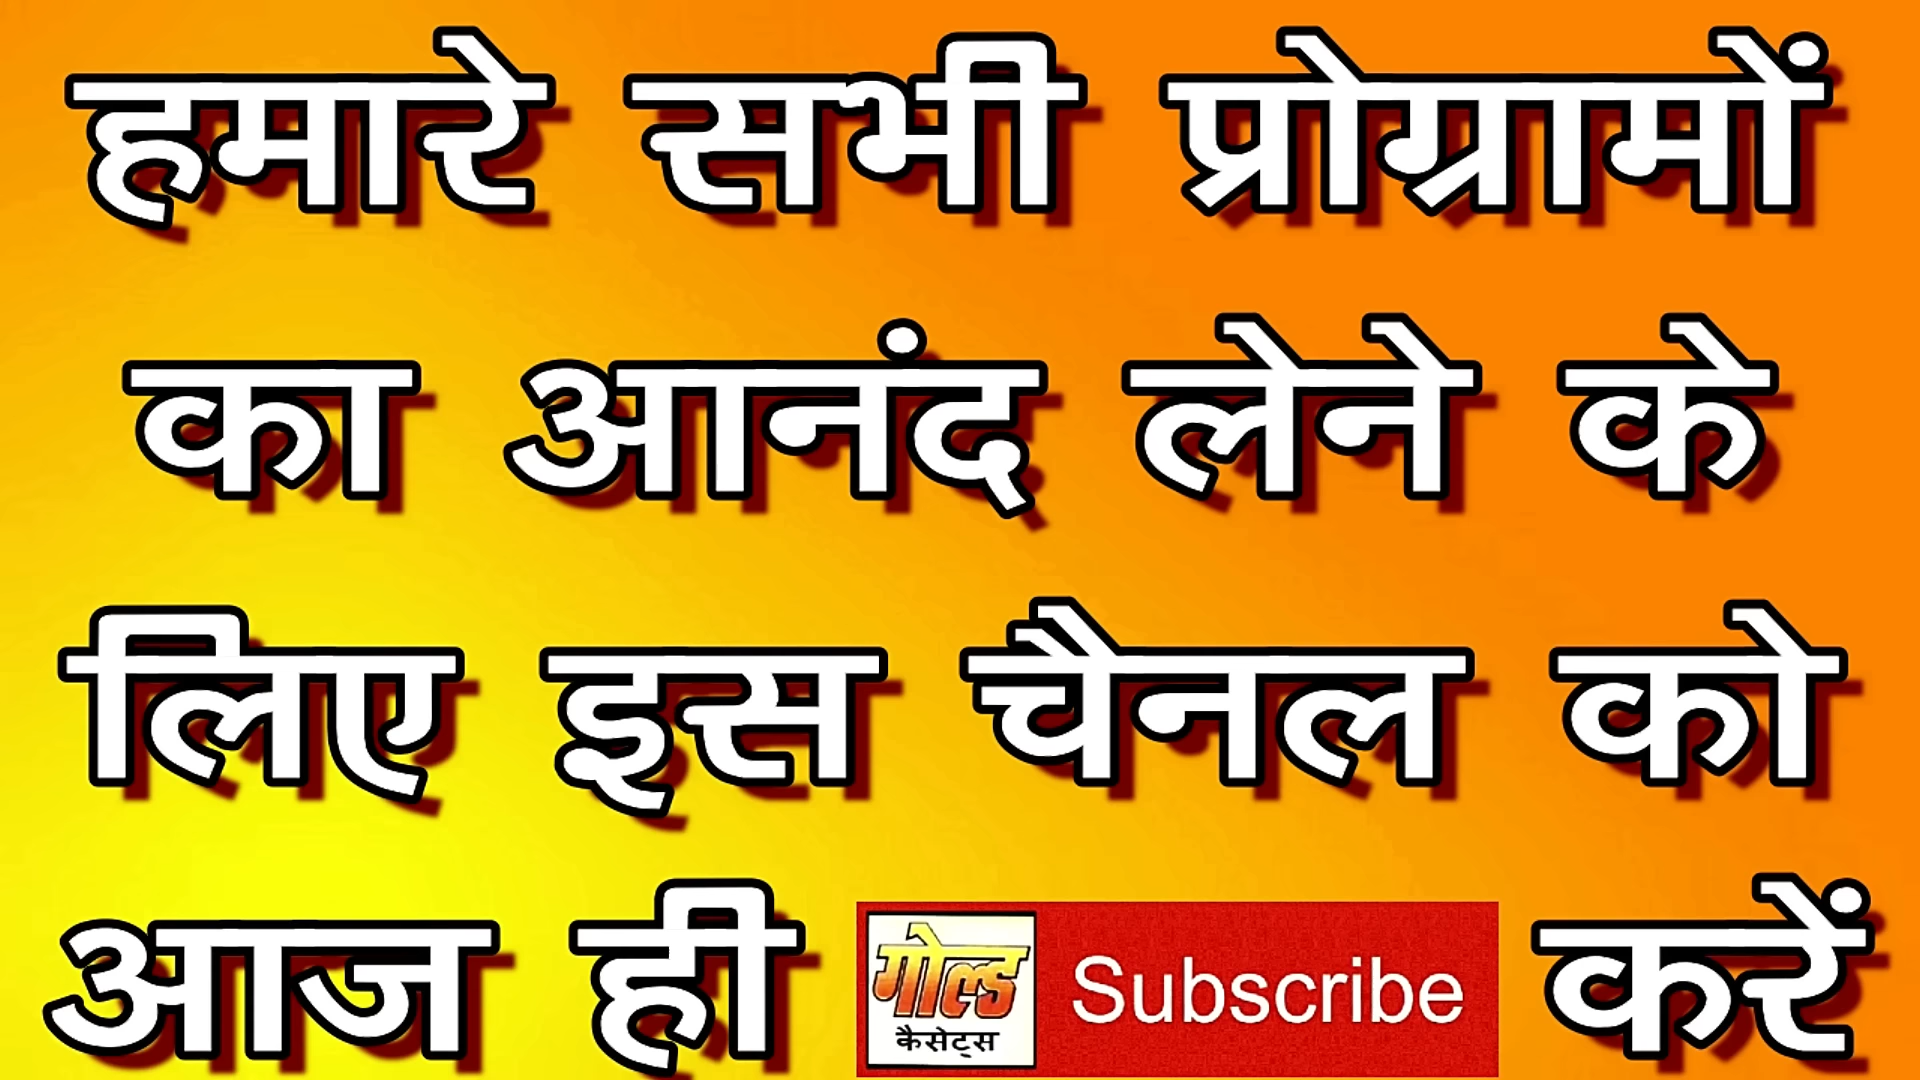 हमारे सभी प्रोग्रामों
का आनंद लेने के
लिए इस चैनल को
आज ही गोल्ड कैसेट्स Subscribe करें